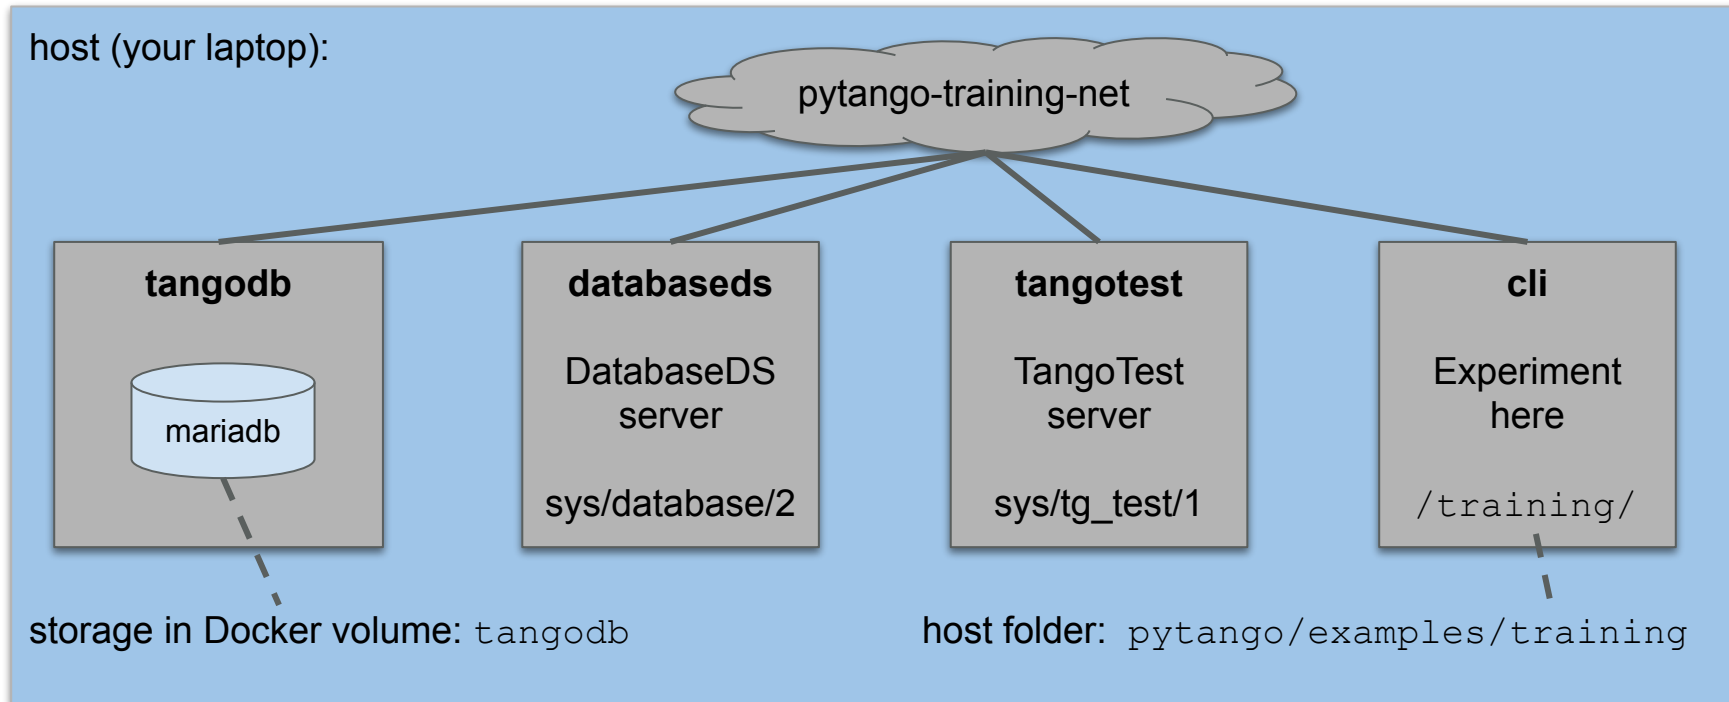 host (your laptop):
pytango-training-net
tangodb
mariadb
databaseds
DatabaseDS
server
sys/database/2
tangotest
TangoTest
server
sys/tg_test/1
cli
Experiment
here
/training/
storage in Docker volume: tangodb
host folder: pytango/examples/training